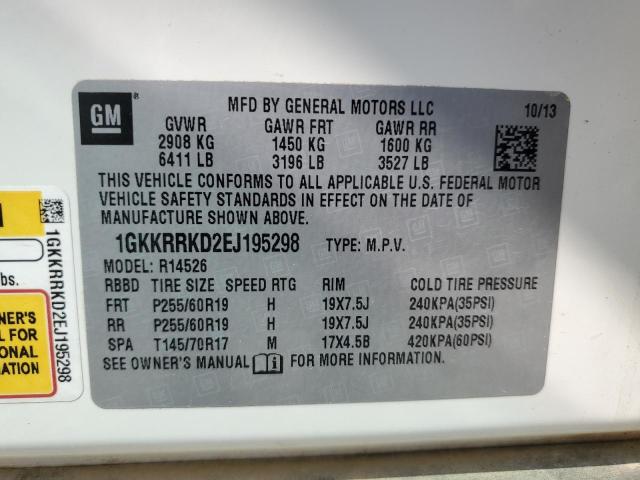 GM
MFD BY GENERAL MOTORS LLC 10/13
GVWR GAWR FRT GAWR RR
2908 KG 1450 KG 1600 KG
6411 LB 3196 LB 3527 LB
THIS VEHICLE CONFORMS TO ALL APPLICABLE U.S. FEDERAL MOTOR
VEHICLE SAFETY STANDARDS IN EFFECT ON THE DATE OF
MANUFACTURE SHOWN ABOVE.
1GKKRRKD2EJ195298 TYPE: M.P.V.
MODEL: R14526
RBBD TIRE SIZE SPEED RTG RIM COLD TIRE PRESSURE
FRT P255/60R19 H 19X7.5J 240KPA(35PSI)
RR P255/60R19 H 19X7.5J 240KPA(35PSI)
SPA T145/70R17 M 17X4.5B 420KPA(60PSI)
SEE OWNER'S MANUAL FOR MORE INFORMATION.
lbs.
NER'S
L FOR
IONAL
MATION
1GKKRRKD2EJ195298